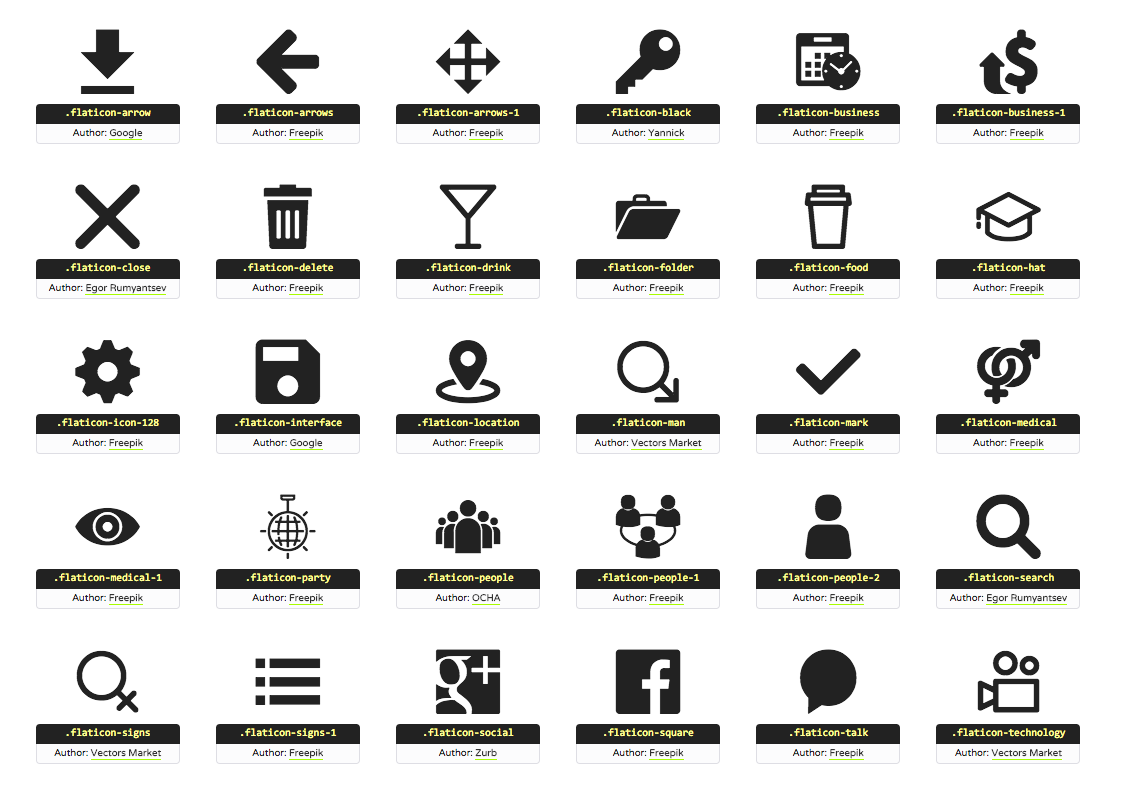 .flaticon-arrow
Author: Google
.flaticon-arrows
Author: Freepik
.flaticon-arrows-1
Author: Freepik
.flaticon-black
Author: Yannick
.flaticon-business
Author: Freepik
.flaticon-business-1
Author: Freepik
.flaticon-close
Author: Egor Rumyantsev
.flaticon-delete
Author: Freepik
.flaticon-drink
Author: Freepik
.flaticon-folder
Author: Freepik
.flaticon-food
Author: Freepik
.flaticon-hat
Author: Freepik
.flaticon-icon-128
Author: Freepik
.flaticon-interface
Author: Google
.flaticon-location
Author: Freepik
.flaticon-man
Author: Vectors Market
.flaticon-mark
Author: Freepik
.flaticon-medical
Author: Freepik
.flaticon-medical-1
Author: Freepik
.flaticon-party
Author: Freepik
.flaticon-people
Author: OCHA
.flaticon-people-1
Author: Freepik
.flaticon-people-2
Author: Freepik
.flaticon-search
Author: Egor Rumyantsev
.flaticon-signs
Author: Vectors Market
.flaticon-signs-1
Author: Freepik
g+
.flaticon-social
Author: Zurb
f
.flaticon-square
Author: Freepik
.flaticon-talk
Author: Freepik
.flaticon-technology
Author: Vectors Market